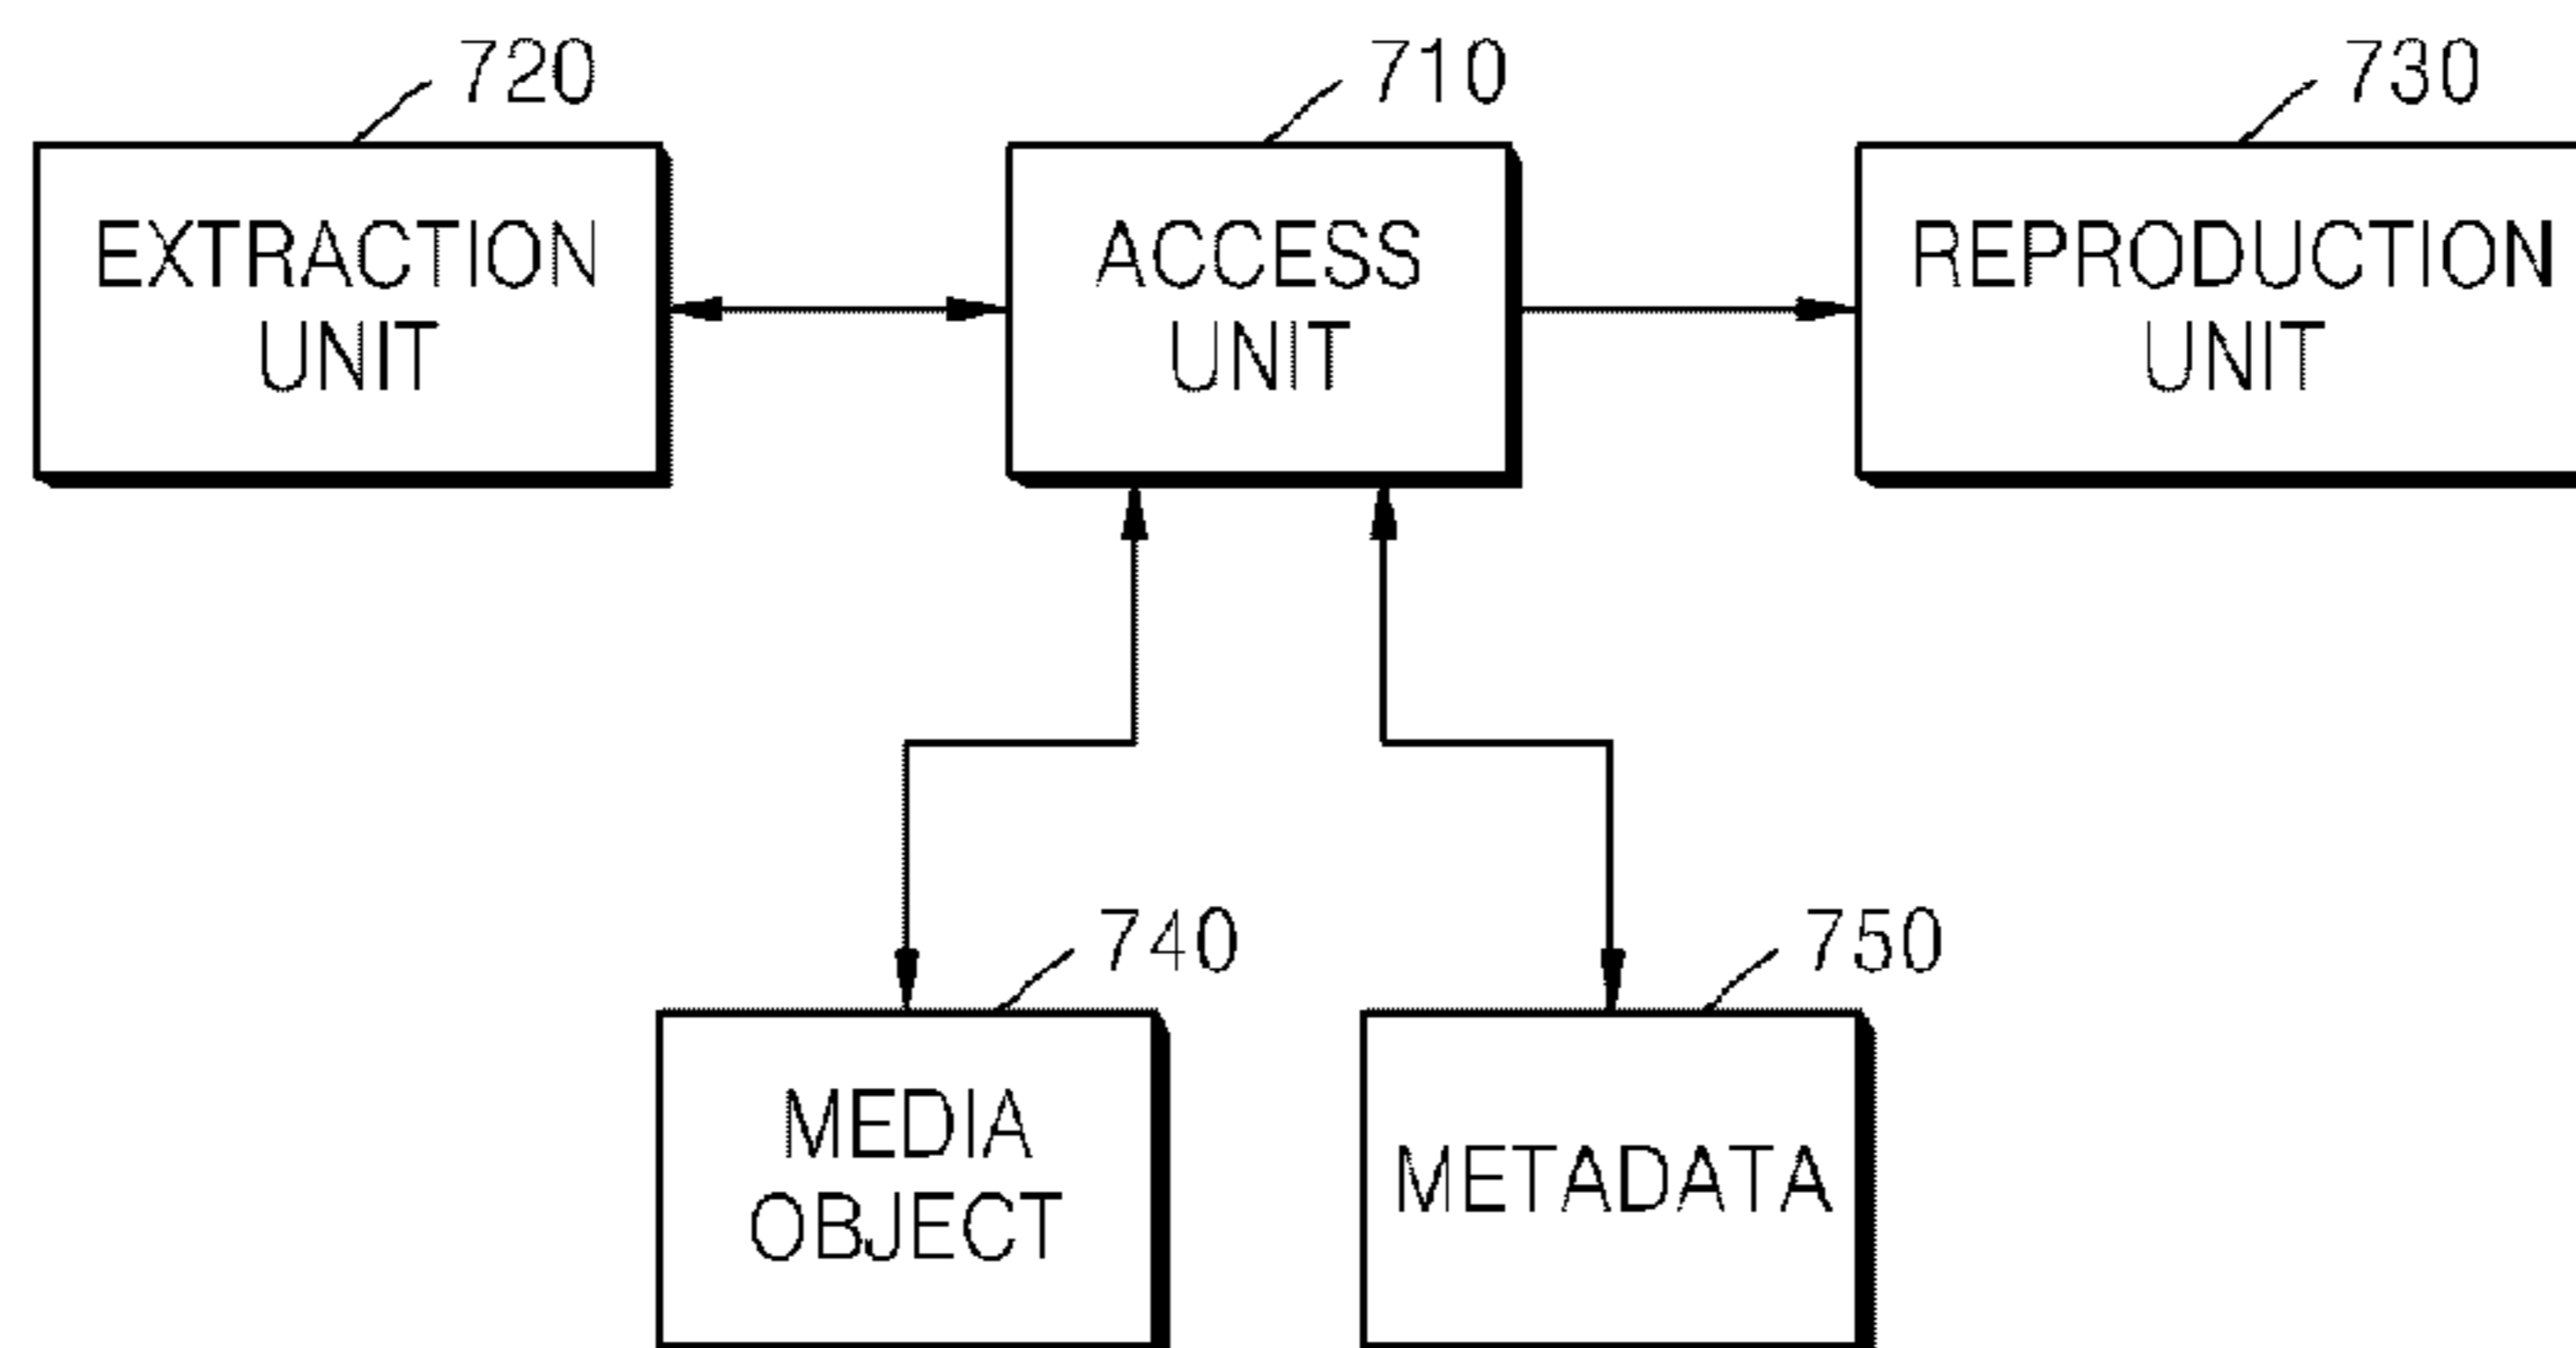 720
710
730
EXTRACTION
UNIT
ACCESS
UNIT
REPRODUCTION
UNIT
740
750
MEDIA
OBJECT
METADATA